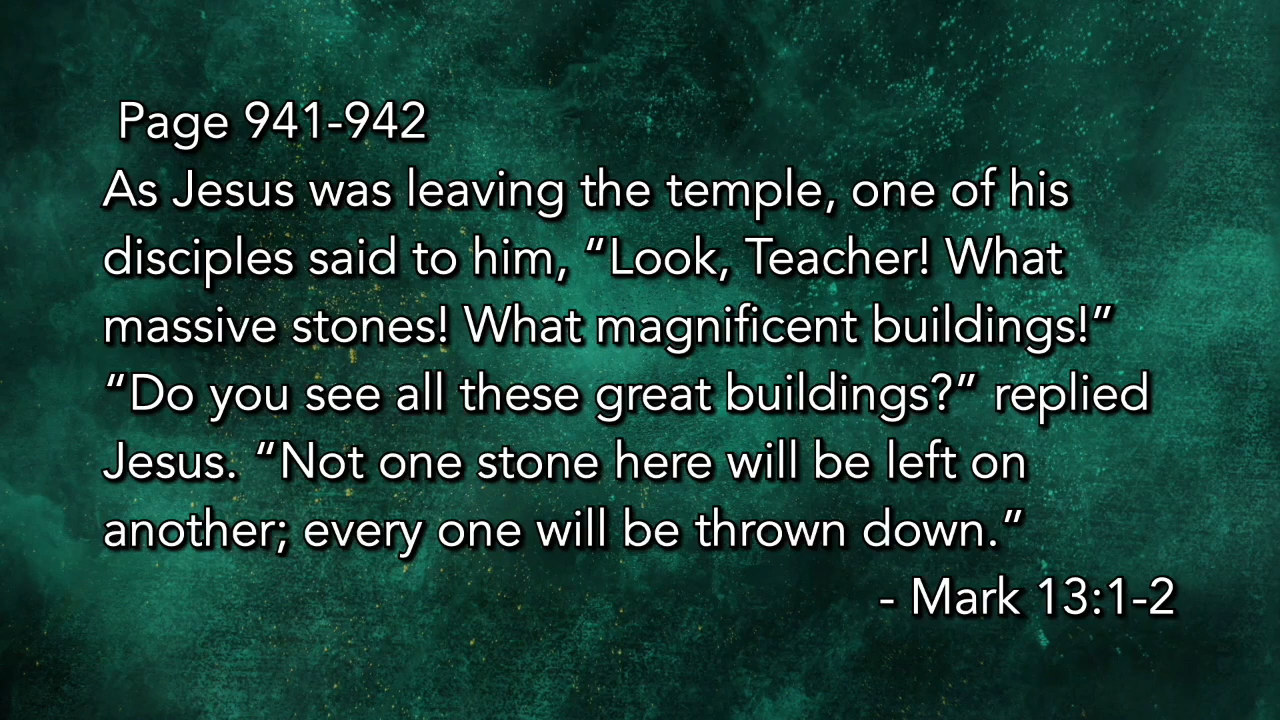 Page 941-942
As Jesus was leaving the temple, one of his
disciples said to him, “Look, Teacher! What
massive stones! What magnificent buildings!”
“Do you see all these great buildings?” replied
Jesus. “Not one stone here will be left on
another; every one will be thrown down.”
- Mark 13:1-2